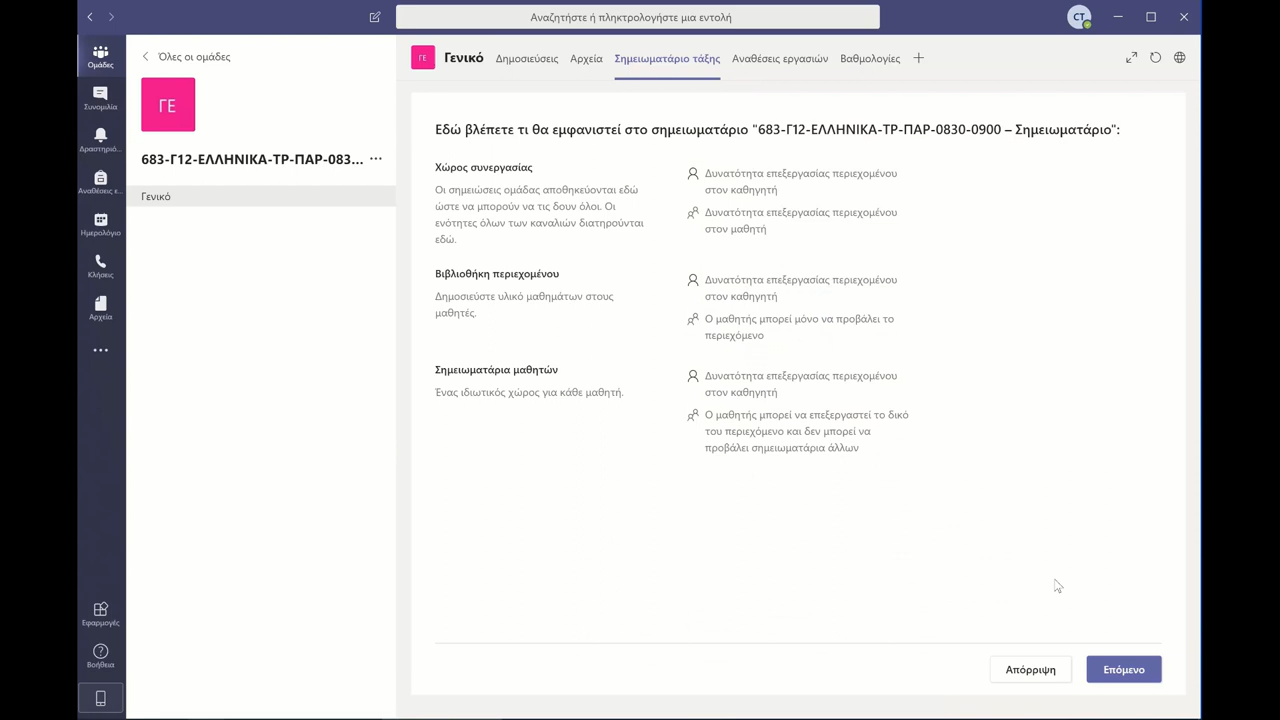 Αναζητήστε ή πληκτρολογήστε μια εντολή
CT
Ομάδες
Συνομιλία
Δραστηριό...
Αναθέσεις ε...
Ημερολόγιο
Κλήσεις
Αρχεία
Εφαρμογές
Βοήθεια
Όλες οι ομάδες
ΓΕ
683-Γ12-ΕΛΛΗΝΙΚΑ-ΤΡ-ΠΑΡ-083...
Γενικό
ΓΕ
Γενικό
Δημοσιεύσεις
Αρχεία
Σημειωματάριο τάξης
Αναθέσεις εργασιών
Βαθμολογίες
Εδώ βλέπετε τι θα εμφανιστεί στο σημειωματάριο "683-Γ12-ΕΛΛΗΝΙΚΑ-ΤΡ-ΠΑΡ-0830-0900 – Σημειωματάριο":
Χώρος συνεργασίας
Οι σημειώσεις ομάδας αποθηκεύονται εδώ
ώστε να μπορούν να τις δουν όλοι. Οι
ενότητες όλων των καναλιών διατηρούνται
εδώ.
Δυνατότητα επεξεργασίας περιεχομένου
στον καθηγητή
Δυνατότητα επεξεργασίας περιεχομένου
στον μαθητή
Βιβλιοθήκη περιεχομένου
Δημοσιεύστε υλικό μαθημάτων στους
μαθητές.
Δυνατότητα επεξεργασίας περιεχομένου
στον καθηγητή
Ο μαθητής μπορεί μόνο να προβάλει το
περιεχόμενο
Σημειωματάρια μαθητών
Ένας ιδιωτικός χώρος για κάθε μαθητή.
Δυνατότητα επεξεργασίας περιεχομένου
στον καθηγητή
Ο μαθητής μπορεί να επεξεργαστεί το δικό
του περιεχόμενο και δεν μπορεί να
προβάλει σημειωματάρια άλλων
Απόρριψη
Επόμενο